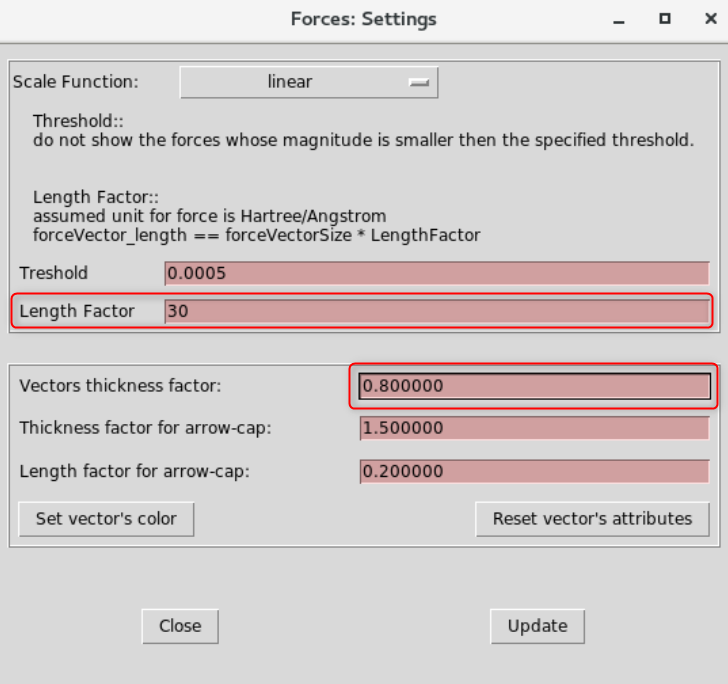 Forces: Settings
Scale Function: linear
Threshold::
do not show the forces whose magnitude is smaller then the specified threshold.
Length Factor::
assumed unit for force is Hartree/Angstrom
forceVector_length == forceVectorSize * LengthFactor
Treshold 0.0005
Length Factor 30
Vectors thickness factor: 0.800000
Thickness factor for arrow-cap: 1.500000
Length factor for arrow-cap: 0.200000
Set vector's color Reset vector's attributes
Close Update